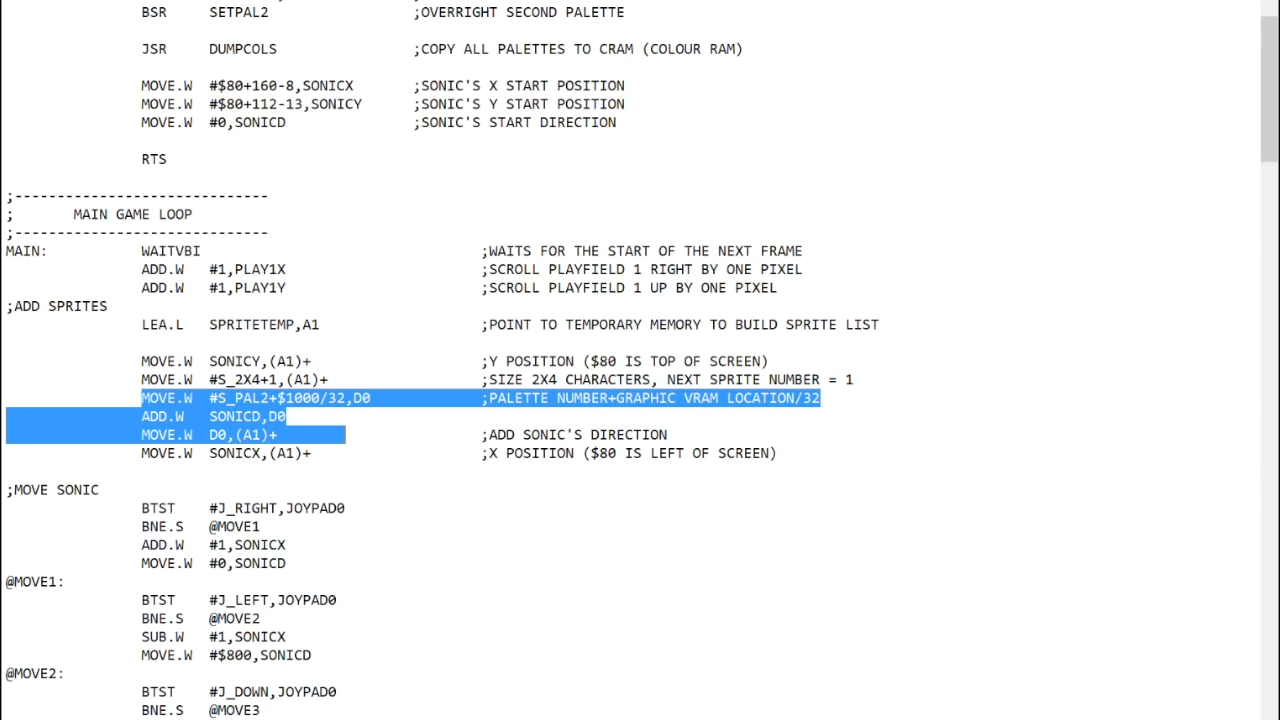 BSR SETPAL2 ;OVERRIGHT SECOND PALETTE
JSR DUMPCOLS ;COPY ALL PALETTES TO CRAM (COLOUR RAM)
MOVE.W #$80+160-8,SONICX ;SONIC'S X START POSITION
MOVE.W #$80+112-13,SONICY ;SONIC'S Y START POSITION
MOVE.W #0,SONICD ;SONIC'S START DIRECTION
RTS
;------------------------------
; MAIN GAME LOOP
;------------------------------
MAIN: WAITVBI ;WAITS FOR THE START OF THE NEXT FRAME
ADD.W #1,PLAY1X ;SCROLL PLAYFIELD 1 RIGHT BY ONE PIXEL
ADD.W #1,PLAY1Y ;SCROLL PLAYFIELD 1 UP BY ONE PIXEL
;ADD SPRITES
LEA.L SPRITETEMP,A1 ;POINT TO TEMPORARY MEMORY TO BUILD SPRITE LIST
MOVE.W SONICY,(A1)+ ;Y POSITION ($80 IS TOP OF SCREEN)
MOVE.W #S_2X4+1,(A1)+ ;SIZE 2X4 CHARACTERS, NEXT SPRITE NUMBER = 1
MOVE.W #S_PAL2+$1000/32,D0 ;PALETTE NUMBER+GRAPHIC VRAM LOCATION/32
ADD.W SONICD,D0
MOVE.W D0,(A1)+ ;ADD SONIC'S DIRECTION
MOVE.W SONICX,(A1)+ ;X POSITION ($80 IS LEFT OF SCREEN)
;MOVE SONIC
BTST #J_RIGHT,JOYPAD0
BNE.S @MOVE1
ADD.W #1,SONICX
MOVE.W #0,SONICD
@MOVE1:
BTST #J_LEFT,JOYPAD0
BNE.S @MOVE2
SUB.W #1,SONICX
MOVE.W #$800,SONICD
@MOVE2:
BTST #J_DOWN,JOYPAD0
BNE.S @MOVE3